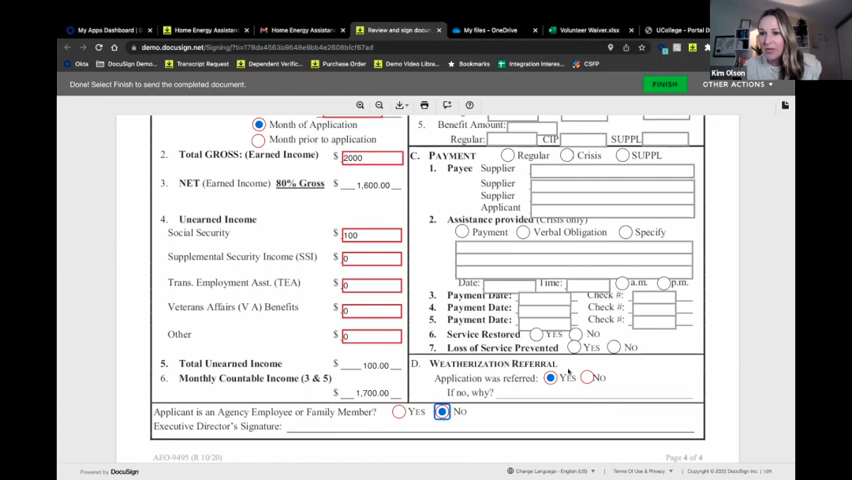 My Apps Dashboard | D
Home Energy Assistan
Home Energy Assistan
Review and sign docum
My files - OneDrive
Volunteer Waiver.xlsx
UCollege - Portal D
demo.docusign.net/Signing/?ti=
Okta
DocuSign Demo...
Transcript Request
Dependent Verific...
Purchase Order
Demo Video Libra...
Bookmarks
Integration Interes...
CSFP
Kim Olson
Done! Select Finish to send the completed document.
FINISH
OTHER ACTIONS
Month of Application
Month prior to application
2. Total GROSS: (Earned Income) $ 2000
3. NET (Earned Income) 80% Gross $ 1,600.00
4. Unearned Income
Social Security $ 100
Supplemental Security Income (SSI) $ 0
Trans. Employment Asst. (TEA) $ 0
Veterans Affairs (V A) Benefits $ 0
Other $ 0
5. Total Unearned Income $ 100.00
6. Monthly Countable Income (3 & 5)
$ 1,700.00
5. Benefit Amount:
Regular: CIP SUPPL
C. PAYMENT Regular Crisis SUPPL
1. Payee Supplier
Supplier
Supplier
Applicant
2. Assistance provided (Crisis only)
Payment Verbal Obligation Specify
Date: Time: a.m. p.m.
3. Payment Date: Check #:
4. Payment Date: Check #:
5. Payment Date: Check #:
6. Service Restored YES NO
7. Loss of Service Prevented YES NO
D. WEATHERIZATION REFERRAL
Application was referred: YES NO
If no, why?
Applicant is an Agency Employee or Family Member? YES NO
Executive Director's Signature:
AEO-9495 (R 10/20)
Page 4 of 4
Powered by DocuSign
Change Language - English (US)
Terms Of Use & Privacy
Copyright © 2022 DocuSign Inc.